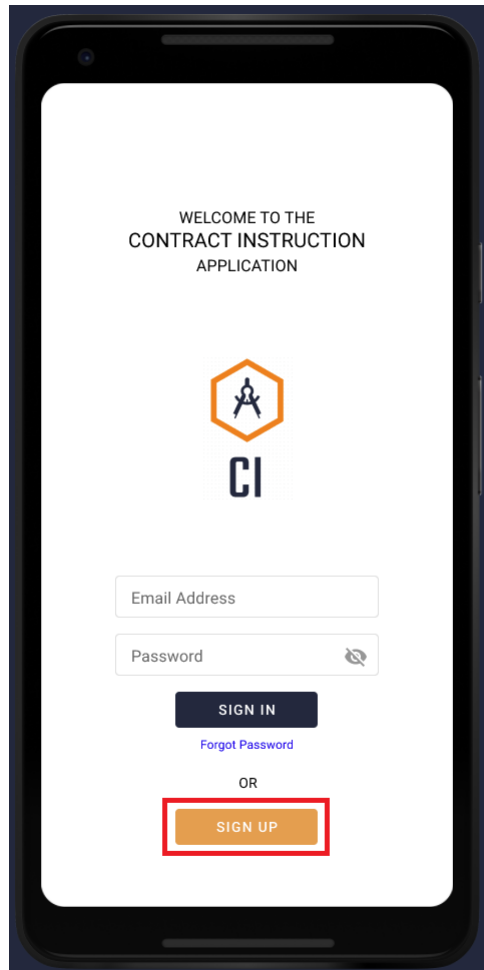 WELCOME TO THE
CONTRACT INSTRUCTION
APPLICATION
CI
Email Address
Password
SIGN IN
Forgot Password
OR
SIGN UP